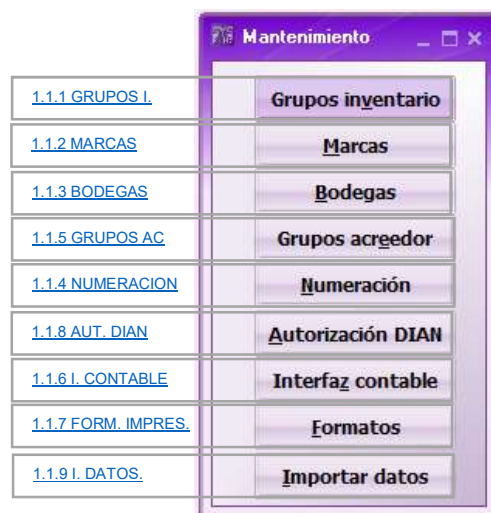 Mantenimiento
1.1.1 GRUPOS I. Grupos inventario
1.1.2 MARCAS Marcas
1.1.3 BODEGAS Bodegas
1.1.5 GRUPOS AC Grupos acreedor
1.1.4 NUMERACION Numeración
1.1.8 AUT. DIAN Autorización DIAN
1.1.6 I. CONTABLE Interfaz contable
1.1.7 FORM. IMPRES. Formatos
1.1.9 I. DATOS. Importar datos